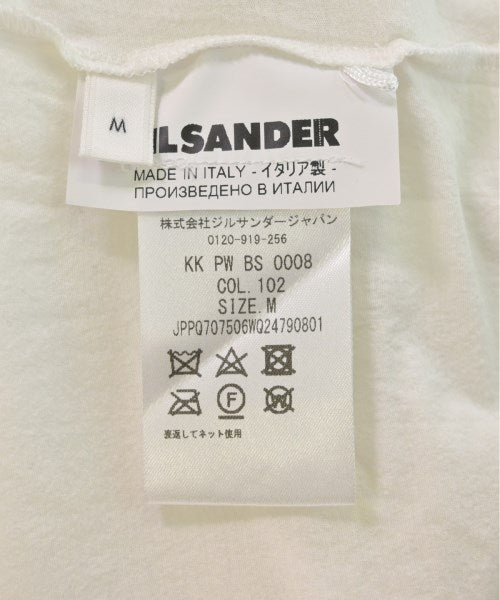 M
ILSANDER
MADE IN ITALY - イタリア製 -
ПРОИЗВЕДЕНО В ИТАЛИИ
株式会社ジルサンダージャパン
0120-919-256
KK PW BS 0008
COL. 102
SIZE. M
JPPQ707506WQ24790801
F
W
裏返してネット使用